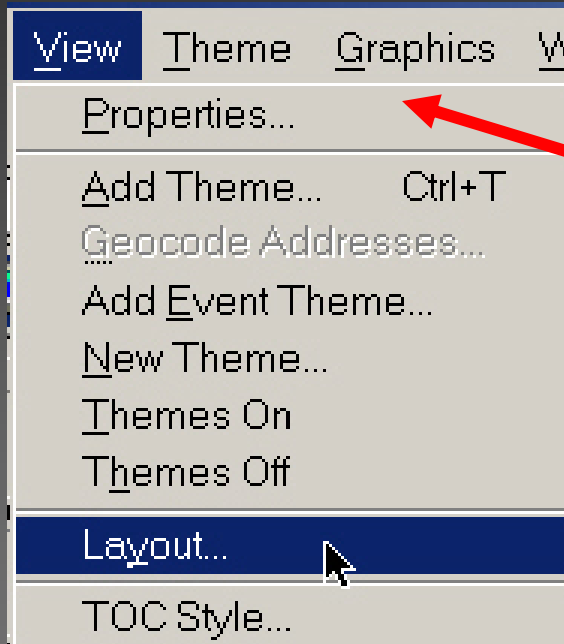 View Theme Graphics
Properties...
Add Theme... Ctrl+T
Geocode Addresses...
Add Event Theme...
New Theme...
Themes On
Themes Off
Layout...
TOC Style...